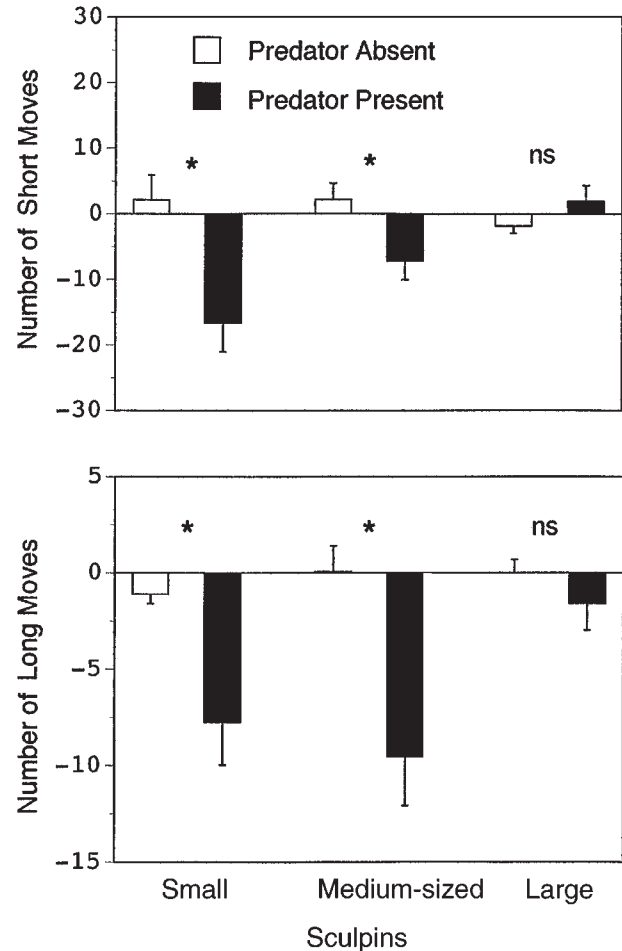 30
20
10
0
−10
−20
−30
Number of Short Moves
Predator Absent
Predator Present
*
*
ns
5
0
−5
−10
−15
Number of Long Moves
*
*
ns
Small
Medium-sized
Large
Sculpins